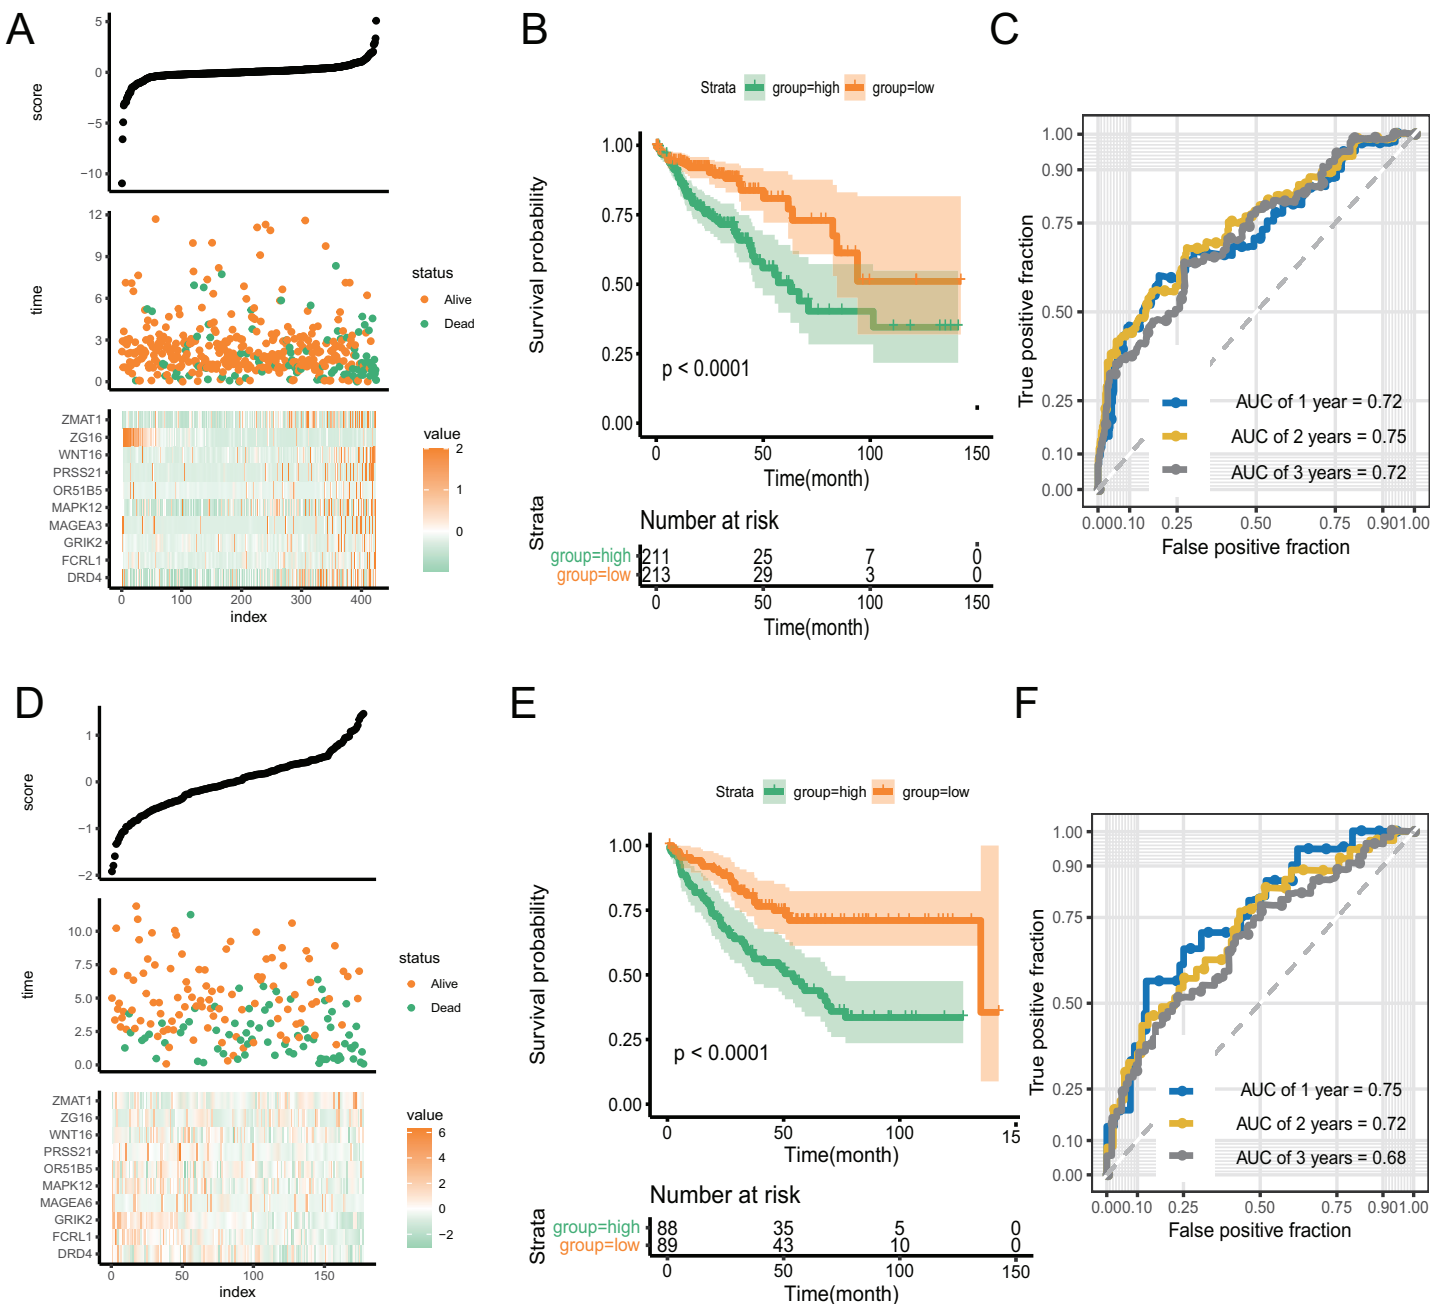 A
5
0
−5
−10
score
12
9
6
3
0
time
status
Alive
Dead
ZMAT1
ZG16
WNT16
PRSS21
OR51B5
MAPK12
MAGEA3
GRIK2
FCRL1
DRD4
0 100 200 300 400
index
value
2
1
0
B
Strata group=high group=low
1.00
0.75
0.50
0.25
0.00
Survival probability
p < 0.0001
0 50 100 150
Time(month)
Number at risk
Strata
group=high 211 25 7 0
group=low 213 29 3 0
0 50 100 150
Time(month)
C
1.00
0.90
0.75
0.50
0.25
0.10
0.00
True positive fraction
AUC of 1 year = 0.72
AUC of 2 years = 0.75
AUC of 3 years = 0.72
0.00 0.10 0.25 0.50 0.75 0.90 1.00
False positive fraction
D
1
0
−1
−2
score
10.0
7.5
5.0
2.5
0.0
time
status
Alive
Dead
ZMAT1
ZG16
WNT16
PRSS21
OR51B5
MAPK12
MAGEA6
GRIK2
FCRL1
DRD4
0 50 100 150
index
value
6
4
2
0
−2
E
Strata group=high group=low
1.00
0.75
0.50
0.25
0.00
Survival probability
p < 0.0001
0 50 100 15
Time(month)
Number at risk
Strata
group=high 88 35 5 0
group=low 89 43 10 0
0 50 100 150
Time(month)
F
1.00
0.90
0.75
0.50
0.25
0.10
0.00
True positive fraction
AUC of 1 year = 0.75
AUC of 2 years = 0.72
AUC of 3 years = 0.68
0.00 0.10 0.25 0.50 0.75 0.90 1.00
False positive fraction